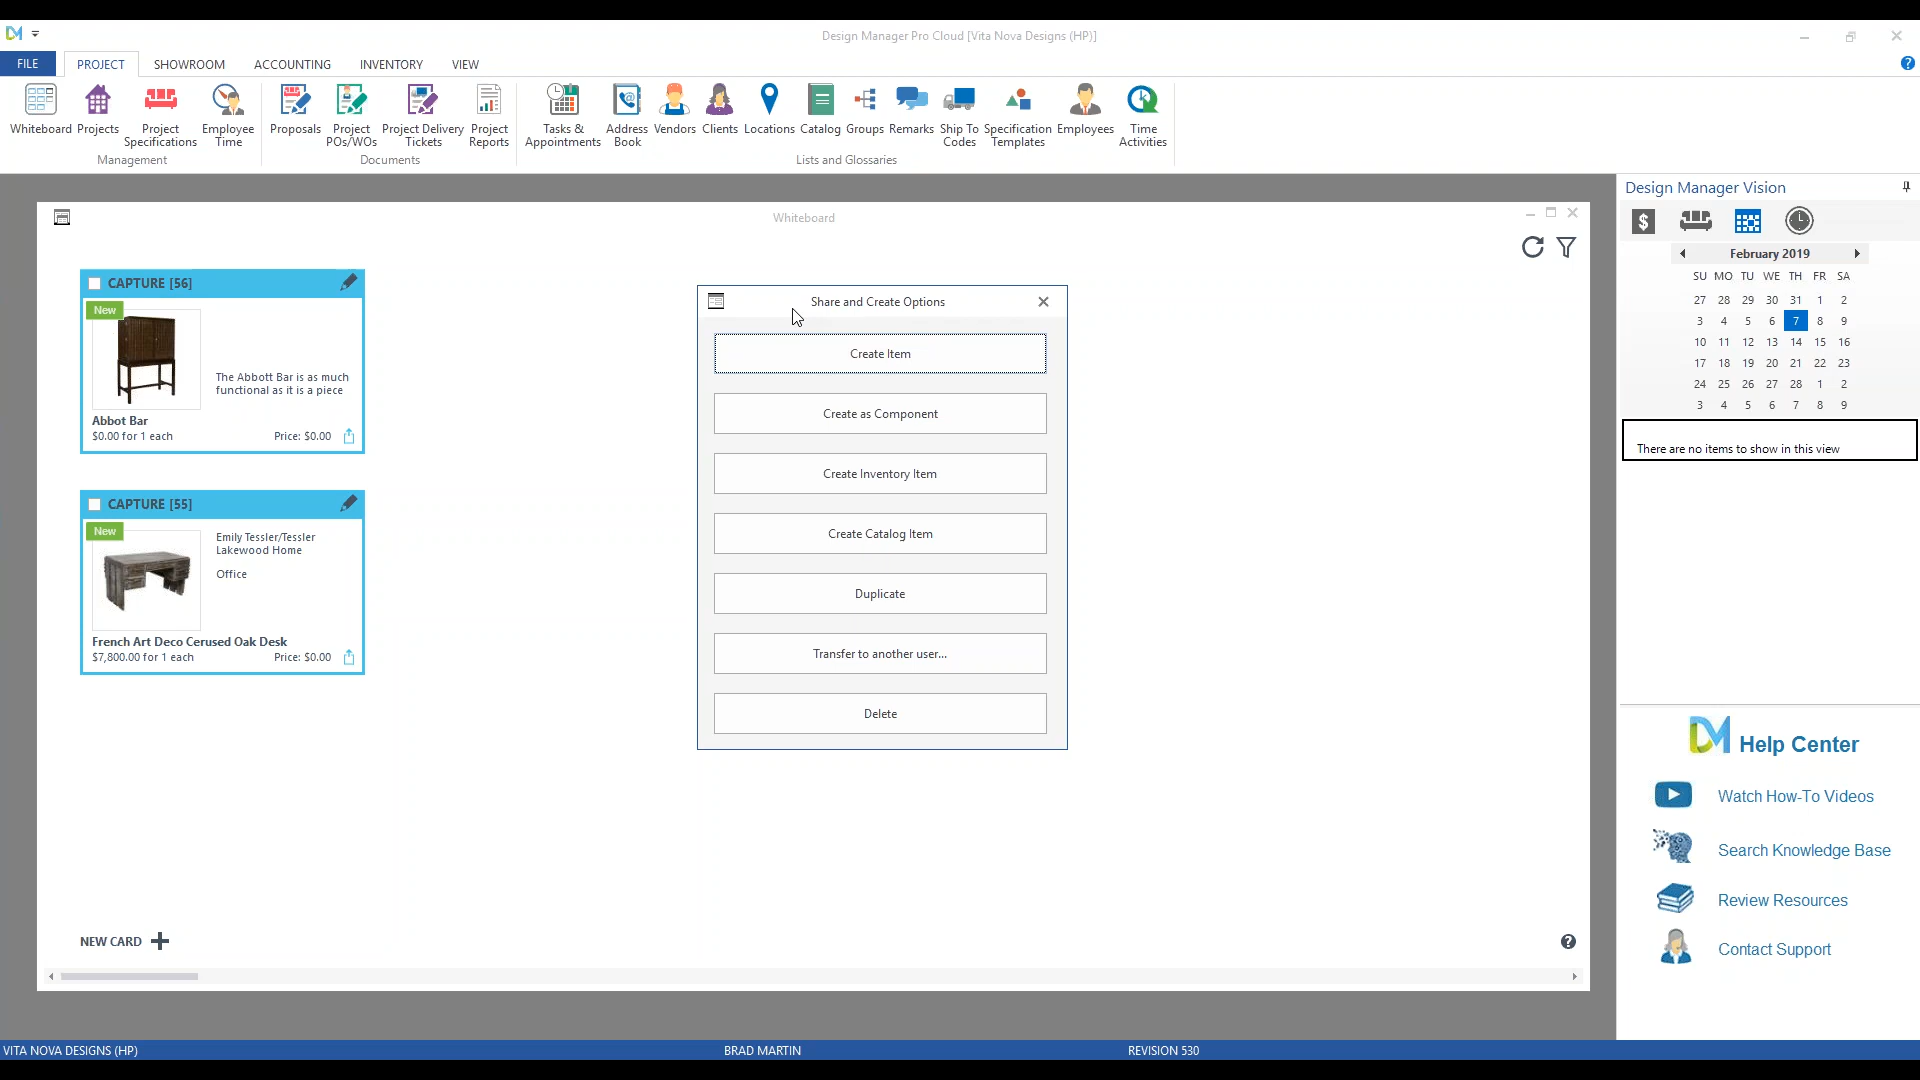 Design Manager Pro Cloud [Vita Nova Designs (HP)]
FILE
PROJECT
SHOWROOM
ACCOUNTING
INVENTORY
VIEW
Whiteboard
Projects
Project
Specifications
Employee
Time
Management
Proposals
Project
POs/WOs
Project Delivery
Tickets
Project
Reports
Documents
Tasks &
Appointments
Address
Book
Vendors
Clients
Locations
Catalog
Groups
Remarks
Ship To
Codes
Specification
Templates
Employees
Time
Activities
Lists and Glossaries
Whiteboard
CAPTURE [56]
New
The Abbott Bar is as much
functional as it is a piece
Abbot Bar
$0.00 for 1 each
Price: $0.00
CAPTURE [55]
New
Emily Tessler/Tessler
Lakewood Home
Office
French Art Deco Cerused Oak Desk
$7,800.00 for 1 each
Price: $0.00
NEW CARD
Share and Create Options
Create Item
Create as Component
Create Inventory Item
Create Catalog Item
Duplicate
Transfer to another user...
Delete
Design Manager Vision
February 2019
SU MO TU WE TH FR SA
27 28 29 30 31 1 2
3 4 5 6 7 8 9
10 11 12 13 14 15 16
17 18 19 20 21 22 23
24 25 26 27 28 1 2
3 4 5 6 7 8 9
There are no items to show in this view
DM Help Center
Watch How-To Videos
Search Knowledge Base
Review Resources
Contact Support
VITA NOVA DESIGNS (HP)
BRAD MARTIN
REVISION 530